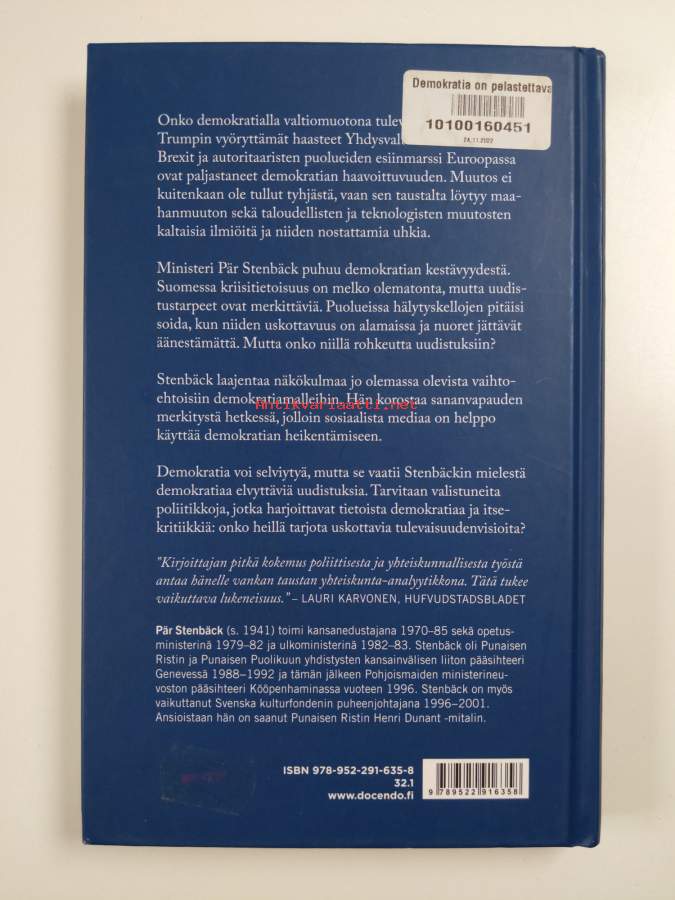 Demokratia on pelastettava
10100160451
24.11.2022
Onko demokratialla valtiomuotona
Trumpin vyöryttämät haasteet
Brexit ja autoritaaristen puolueiden esiinmarssi Euroopassa
ovat paljastaneet demokratian haavoittuvuuden. Muutos ei
kuitenkaan ole tullut tyhjästä, vaan sen taustalta löytyy maa-
hanmuuton sekä taloudellisten ja teknologisten muutosten
kaltaisia ilmiöitä ja niiden nostattamia uhkia.
Ministeri Pär Stenbäck puhuu demokratian kestävyydestä.
Suomessa kriisitietoisuus on melko olematonta, mutta uudis-
tustarpeet ovat merkittäviä. Puolueissa hälytyskellojen pitäisi
soida, kun niiden uskottavuus on alamaissa ja nuoret jättävät
äänestämättä. Mutta onko niillä rohkeutta uudistuksiin?
Stenbäck laajentaa näkökulmaa jo olemassa olevista vaihto-
ehtoisiin demokratiamalleihin. Hän korostaa sananvapauden
Antikvariaatti.net
merkitystä hetkessä, jolloin sosiaalista mediaa on helppo
käyttää demokratian heikentämiseen.
Demokratia voi selviytyä, mutta se vaatii Stenbäckin mielestä
demokratiaa elvyttäviä uudistuksia. Tarvitaan valistuneita
poliitikkoja, jotka harjoittavat tietoista demokratiaa ja itse-
kritiikkiä: onko heillä tarjota uskottavia tulevaisuudenvisioita?
"Kirjoittajan pitkä kokemus poliittisesta ja yhteiskunnallisesta työstä
antaa hänelle vankan taustan yhteiskunta-analyytikkona. Tätä tukee
vaikuttava lukeneisuus." – LAURI KARVONEN, HUFVUDSTADSBLADET
Pär Stenbäck (s. 1941) toimi kansanedustajana 1970–85 sekä opetus-
ministerinä 1979–82 ja ulkoministerinä 1982–83. Stenbäck oli Punaisen
Ristin ja Punaisen Puolikuun yhdistysten kansainvälisen liiton pääsihteeri
Genevessä 1988–1992 ja tämän jälkeen Pohjoismaiden ministerineu-
voston pääsihteeri Kööpenhaminassa vuoteen 1996. Stenbäck on myös
vaikuttanut Svenska kulturfondenin puheenjohtajana 1996–2001.
Ansioistaan hän on saanut Punaisen Ristin Henri Dunant -mitalin.
ISBN 978-952-291-635-8
32.1
www.docendo.fi
9 789522 916358